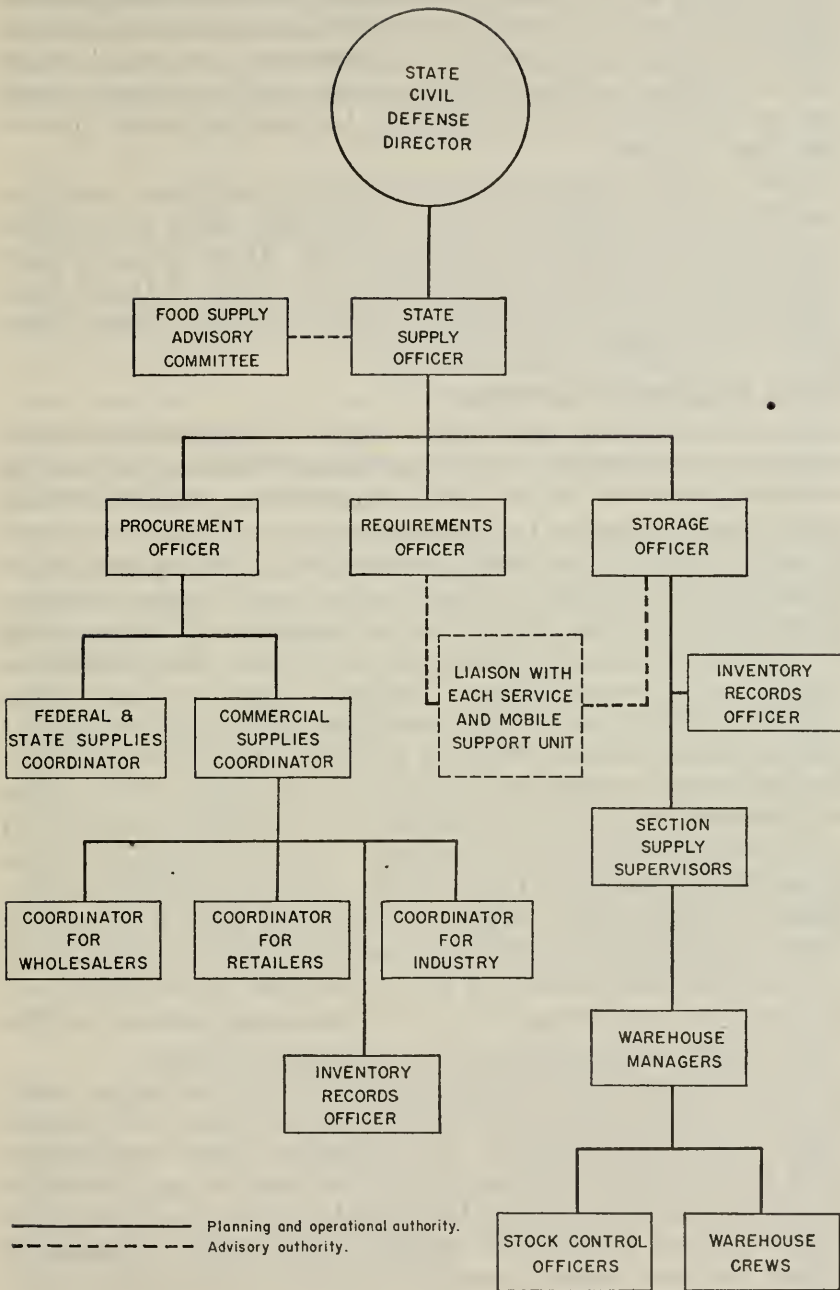 STATE
CIVIL
DEFENSE
DIRECTOR
FOOD SUPPLY
ADVISORY
COMMITTEE
STATE
SUPPLY
OFFICER
PROCUREMENT
OFFICER
REQUIREMENTS
OFFICER
STORAGE
OFFICER
LIAISON WITH
EACH SERVICE
AND MOBILE
SUPPORT UNIT
INVENTORY
RECORDS
OFFICER
FEDERAL &
STATE SUPPLIES
COORDINATOR
COMMERCIAL
SUPPLIES
COORDINATOR
SECTION
SUPPLY
SUPERVISORS
COORDINATOR
FOR
WHOLESALERS
COORDINATOR
FOR
RETAILERS
COORDINATOR
FOR
INDUSTRY
WAREHOUSE
MANAGERS
INVENTORY
RECORDS
OFFICER
STOCK CONTROL
OFFICERS
WAREHOUSE
CREWS
Planning and operational authority.
Advisory authority.